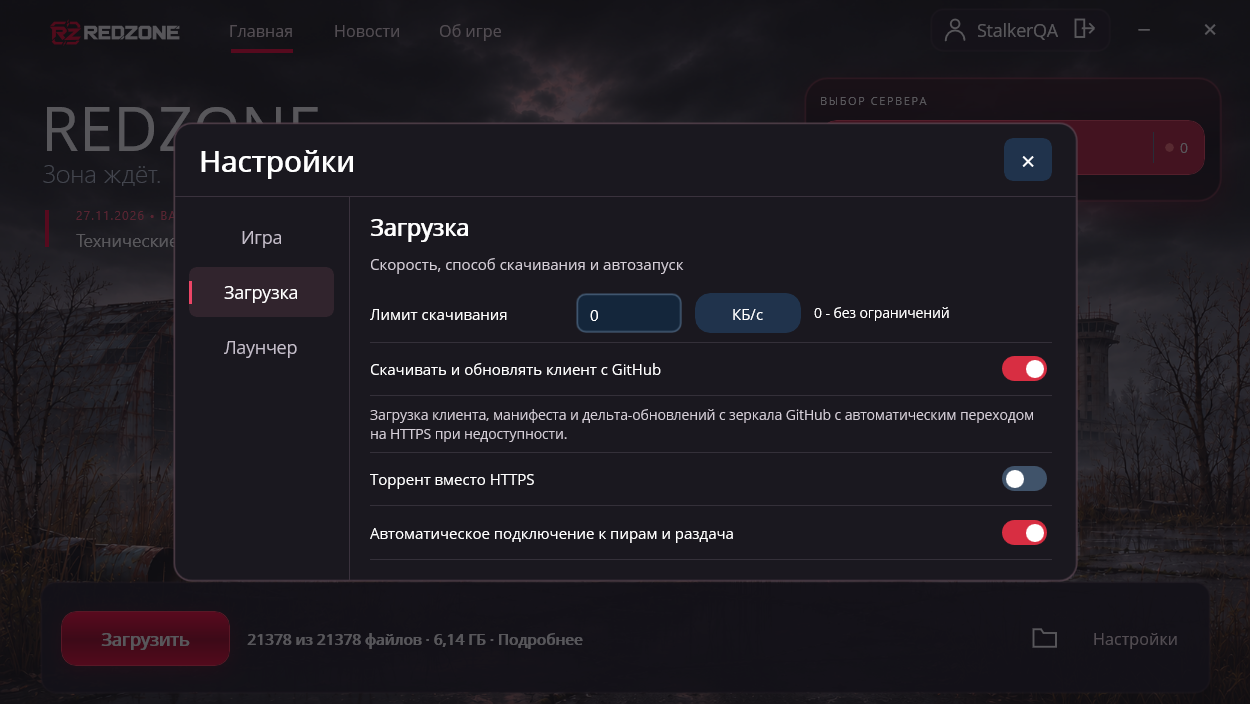 REDZONE
Главная
Новости
Об игре
StalkerQA
ВЫБОР СЕРВЕРА
0
REDZONE
Зона ждёт.
27.11.2026 •
Технические
Настройки
Игра
Загрузка
Лаунчер
Загрузка
Скорость, способ скачивания и автозапуск
Лимит скачивания
0
КБ/с
0 - без ограничений
Скачивать и обновлять клиент с GitHub
Загрузка клиента, манифеста и дельта-обновлений с зеркала GitHub с автоматическим переходом
на HTTPS при недоступности.
Торрент вместо HTTPS
Автоматическое подключение к пирам и раздача
Загрузить
21378 из 21378 файлов · 6,14 ГБ · Подробнее
Настройки